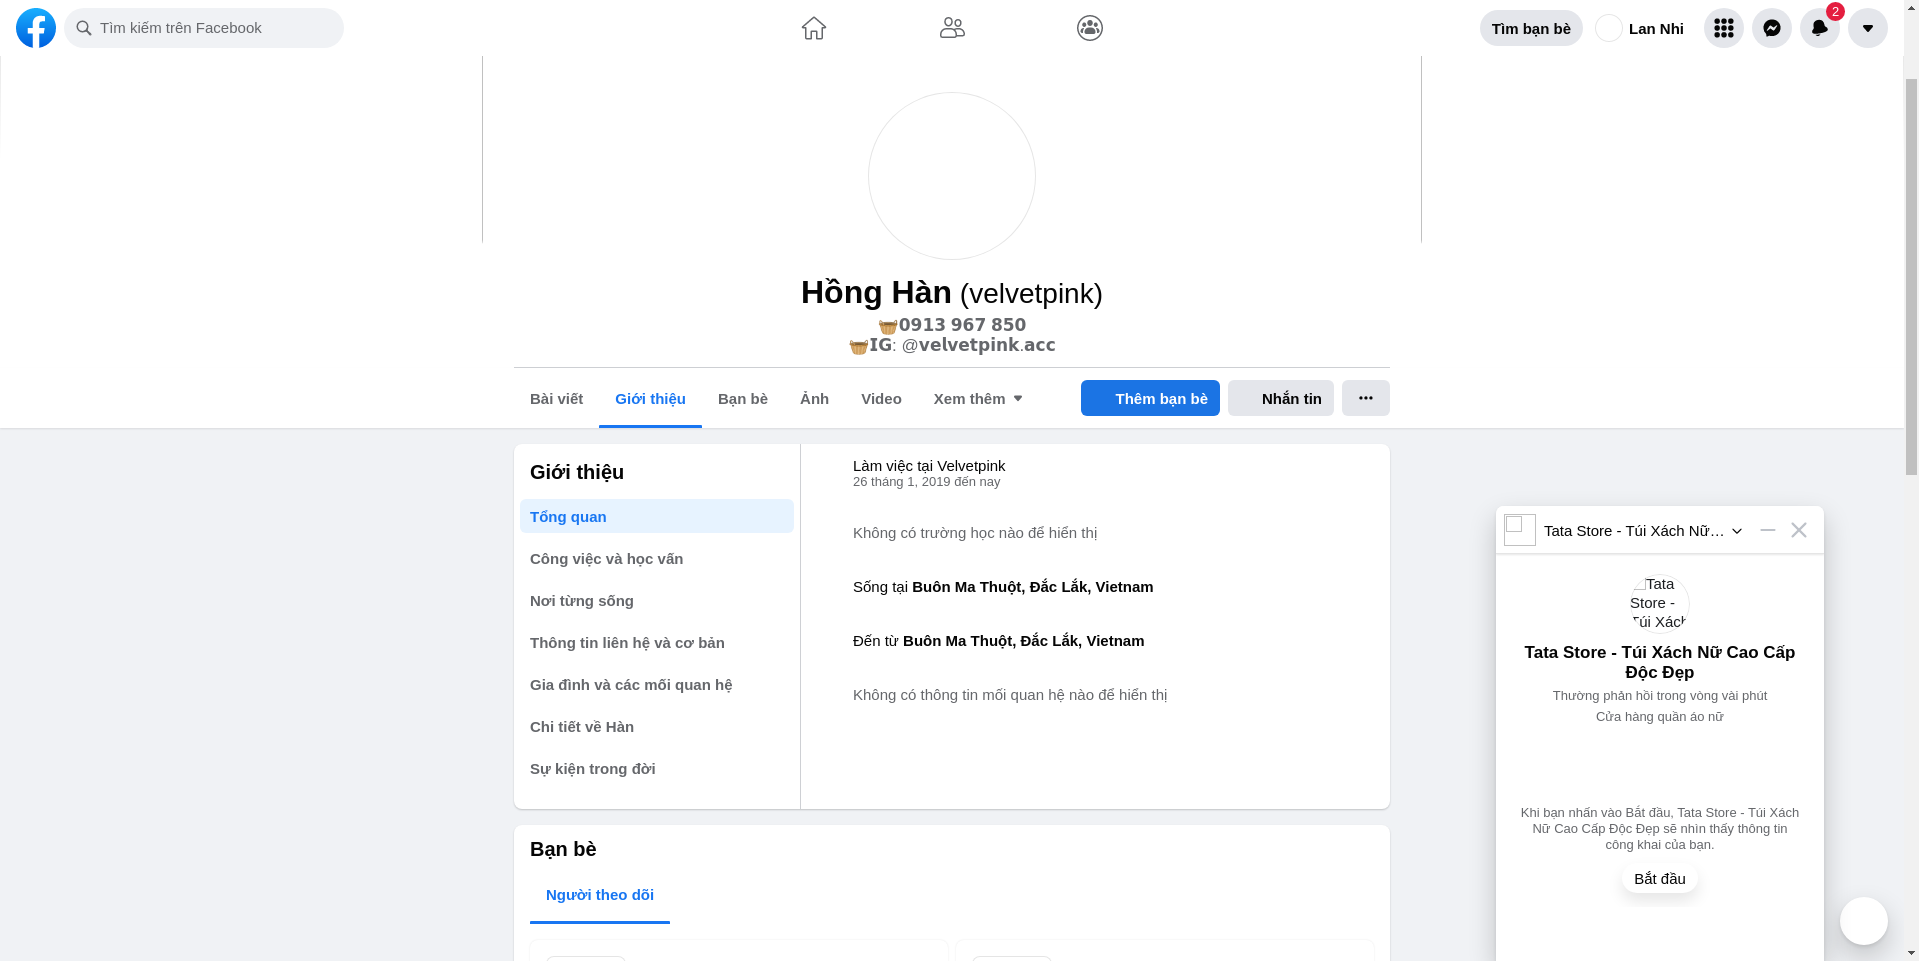 Tìm kiếm trên Facebook
Tìm bạn bè
Lan Nhi
2
Hồng Hàn (velvetpink)
0913 967 850
IG: @velvetpink.acc
Bài viết
Giới thiệu
Bạn bè
Ảnh
Video
Xem thêm
Thêm bạn bè
Nhắn tin
Giới thiệu
Tổng quan
Công việc và học vấn
Nơi từng sống
Thông tin liên hệ và cơ bản
Gia đình và các mối quan hệ
Chi tiết về Hàn
Sự kiện trong đời
Làm việc tại Velvetpink
26 tháng 1, 2019 đến nay
Không có trường học nào để hiển thị
Sống tại Buôn Ma Thuột, Đắc Lắk, Vietnam
Đến từ Buôn Ma Thuột, Đắc Lắk, Vietnam
Không có thông tin mối quan hệ nào để hiển thị
Bạn bè
Người theo dõi
Tata Store - Túi Xách Nữ…
Tata
Store -
Túi Xách
Tata Store - Túi Xách Nữ Cao Cấp
Độc Đẹp
Thường phản hồi trong vòng vài phút
Cửa hàng quần áo nữ
Khi bạn nhấn vào Bắt đầu, Tata Store - Túi Xách
Nữ Cao Cấp Độc Đẹp sẽ nhìn thấy thông tin
công khai của bạn.
Bắt đầu